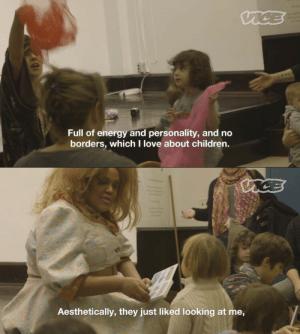 VICE
Full of energy and personality, and no
borders, which I love about children.
VICE
Aesthetically, they just liked looking at me,